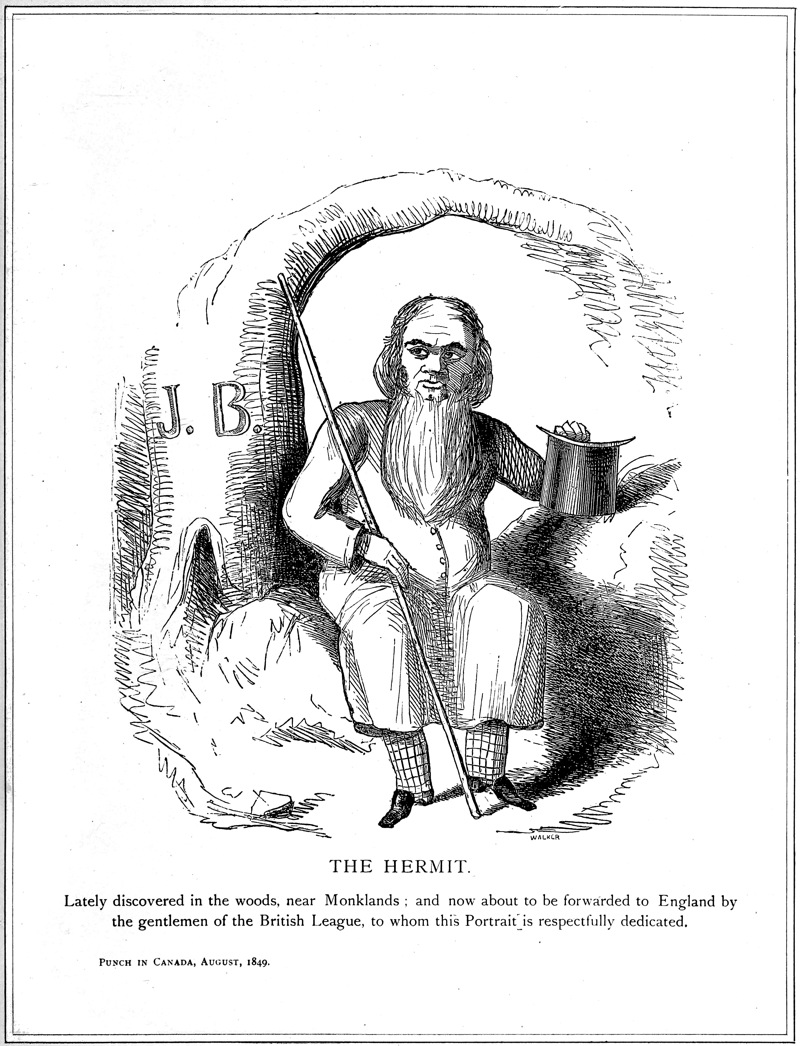 J. B.
WALKER
THE HERMIT.
Lately discovered in the woods, near Monklands ; and now about to be forwarded to England by
the gentlemen of the British League, to whom this Portrait is respectfully dedicated.
PUNCH IN CANADA, AUGUST, 1849.